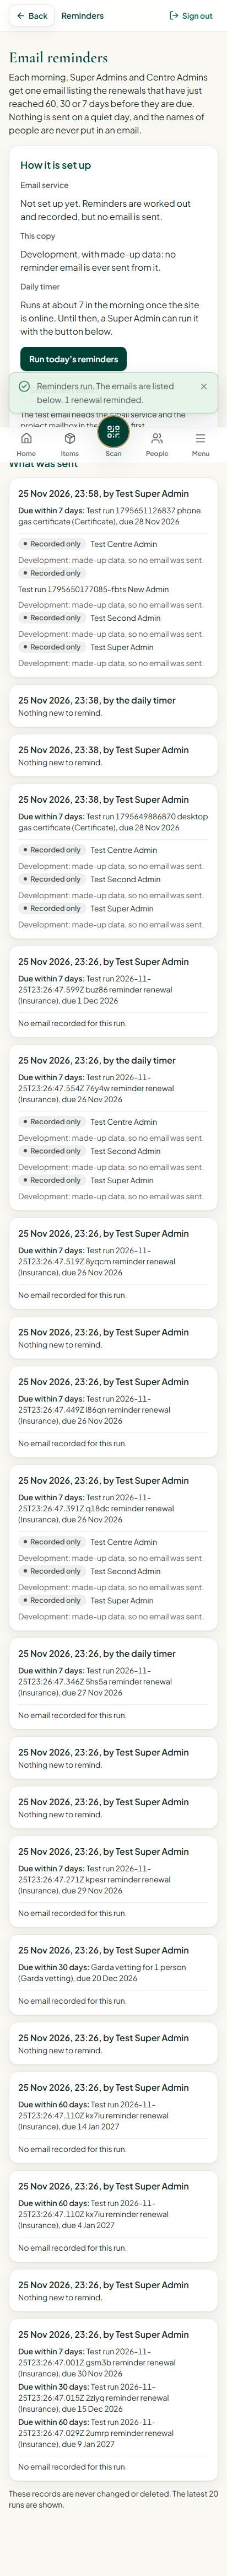 Back
Reminders
Sign out
Email reminders
Each morning, Super Admins and Centre Admins
get one email listing the renewals that have just
reached 60, 30 or 7 days before they are due.
Nothing is sent on a quiet day, and the names of
people are never put in an email.
How it is set up
Email service
Not set up yet. Reminders are worked out
and recorded, but no email is sent.
This copy
Development, with made-up data: no
reminder email is ever sent from it.
Daily timer
Runs at about 7 in the morning once the site
is online. Until then, a Super Admin can run it
with the button below.
Run today's reminders
Reminders run. The emails are listed
below. 1 renewal reminded.
The test email needs the email service and the
Home
Items
Scan
People
Menu
What was sent
25 Nov 2026, 23:58, by Test Super Admin
Due within 7 days: Test run 1795651126837 phone
gas certificate (Certificate), due 28 Nov 2026
Recorded only Test Centre Admin
Development: made-up data, so no email was sent.
Recorded only
Test run 1795650177085-fbts New Admin
Development: made-up data, so no email was sent.
Recorded only Test Second Admin
Development: made-up data, so no email was sent.
Recorded only Test Super Admin
Development: made-up data, so no email was sent.
25 Nov 2026, 23:38, by the daily timer
Nothing new to remind.
25 Nov 2026, 23:38, by Test Super Admin
Nothing new to remind.
25 Nov 2026, 23:38, by Test Super Admin
Due within 7 days: Test run 1795649886870 desktop
gas certificate (Certificate), due 28 Nov 2026
Recorded only Test Centre Admin
Development: made-up data, so no email was sent.
Recorded only Test Second Admin
Development: made-up data, so no email was sent.
Recorded only Test Super Admin
Development: made-up data, so no email was sent.
25 Nov 2026, 23:26, by Test Super Admin
Due within 7 days: Test run 2026-11-
25T23:26:47.599Z buz86 reminder renewal
(Insurance), due 1 Dec 2026
No email recorded for this run.
25 Nov 2026, 23:26, by the daily timer
Due within 7 days: Test run 2026-11-
25T23:26:47.554Z 76y4w reminder renewal
(Insurance), due 26 Nov 2026
Recorded only Test Centre Admin
Development: made-up data, so no email was sent.
Recorded only Test Second Admin
Development: made-up data, so no email was sent.
Recorded only Test Super Admin
Development: made-up data, so no email was sent.
25 Nov 2026, 23:26, by Test Super Admin
Due within 7 days: Test run 2026-11-
25T23:26:47.519Z 8yqcm reminder renewal
(Insurance), due 26 Nov 2026
No email recorded for this run.
25 Nov 2026, 23:26, by Test Super Admin
Nothing new to remind.
25 Nov 2026, 23:26, by Test Super Admin
Due within 7 days: Test run 2026-11-
25T23:26:47.449Z l86qn reminder renewal
(Insurance), due 26 Nov 2026
No email recorded for this run.
25 Nov 2026, 23:26, by Test Super Admin
Due within 7 days: Test run 2026-11-
25T23:26:47.391Z q18dc reminder renewal
(Insurance), due 26 Nov 2026
Recorded only Test Centre Admin
Development: made-up data, so no email was sent.
Recorded only Test Second Admin
Development: made-up data, so no email was sent.
Recorded only Test Super Admin
Development: made-up data, so no email was sent.
25 Nov 2026, 23:26, by the daily timer
Due within 7 days: Test run 2026-11-
25T23:26:47.346Z 5hs5a reminder renewal
(Insurance), due 27 Nov 2026
No email recorded for this run.
25 Nov 2026, 23:26, by Test Super Admin
Nothing new to remind.
25 Nov 2026, 23:26, by Test Super Admin
Nothing new to remind.
25 Nov 2026, 23:26, by Test Super Admin
Due within 7 days: Test run 2026-11-
25T23:26:47.271Z kpesr reminder renewal
(Insurance), due 29 Nov 2026
No email recorded for this run.
25 Nov 2026, 23:26, by Test Super Admin
Due within 30 days: Garda vetting for 1 person
(Garda vetting), due 20 Dec 2026
No email recorded for this run.
25 Nov 2026, 23:26, by Test Super Admin
Nothing new to remind.
25 Nov 2026, 23:26, by Test Super Admin
Due within 60 days: Test run 2026-11-
25T23:26:47.110Z kx7iu reminder renewal
(Insurance), due 14 Jan 2027
No email recorded for this run.
25 Nov 2026, 23:26, by Test Super Admin
Due within 60 days: Test run 2026-11-
25T23:26:47.110Z kx7iu reminder renewal
(Insurance), due 4 Jan 2027
No email recorded for this run.
25 Nov 2026, 23:26, by Test Super Admin
Nothing new to remind.
25 Nov 2026, 23:26, by Test Super Admin
Due within 7 days: Test run 2026-11-
25T23:26:47.001Z gsm3b reminder renewal
(Insurance), due 30 Nov 2026
Due within 30 days: Test run 2026-11-
25T23:26:47.015Z 2ziyq reminder renewal
(Insurance), due 15 Dec 2026
Due within 60 days: Test run 2026-11-
25T23:26:47.029Z 2umrp reminder renewal
(Insurance), due 9 Jan 2027
No email recorded for this run.
These records are never changed or deleted. The latest 20
runs are shown.